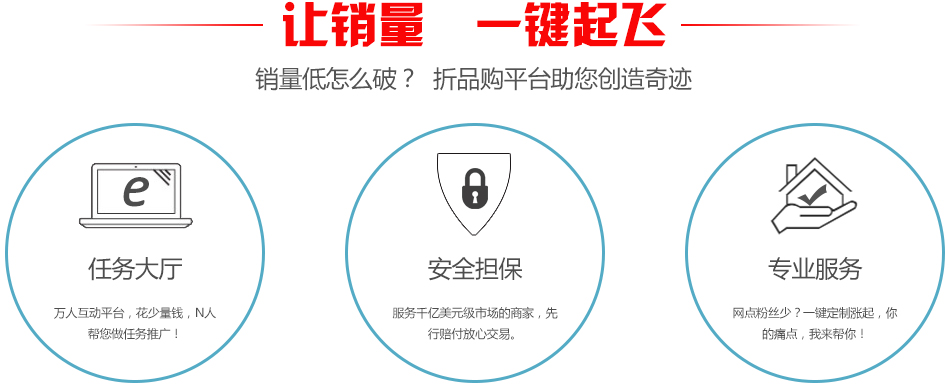 让销量 一键起飞
销量低怎么破？ 折品购平台助您创造奇迹
e
任务大厅
万人互动平台，花少量钱，N人
帮您做任务推广！
安全担保
服务千亿美元级市场的商家，先
行赔付放心交易。
专业服务
网点粉丝少？一键定制涨起，你
的痛点，我来帮你！